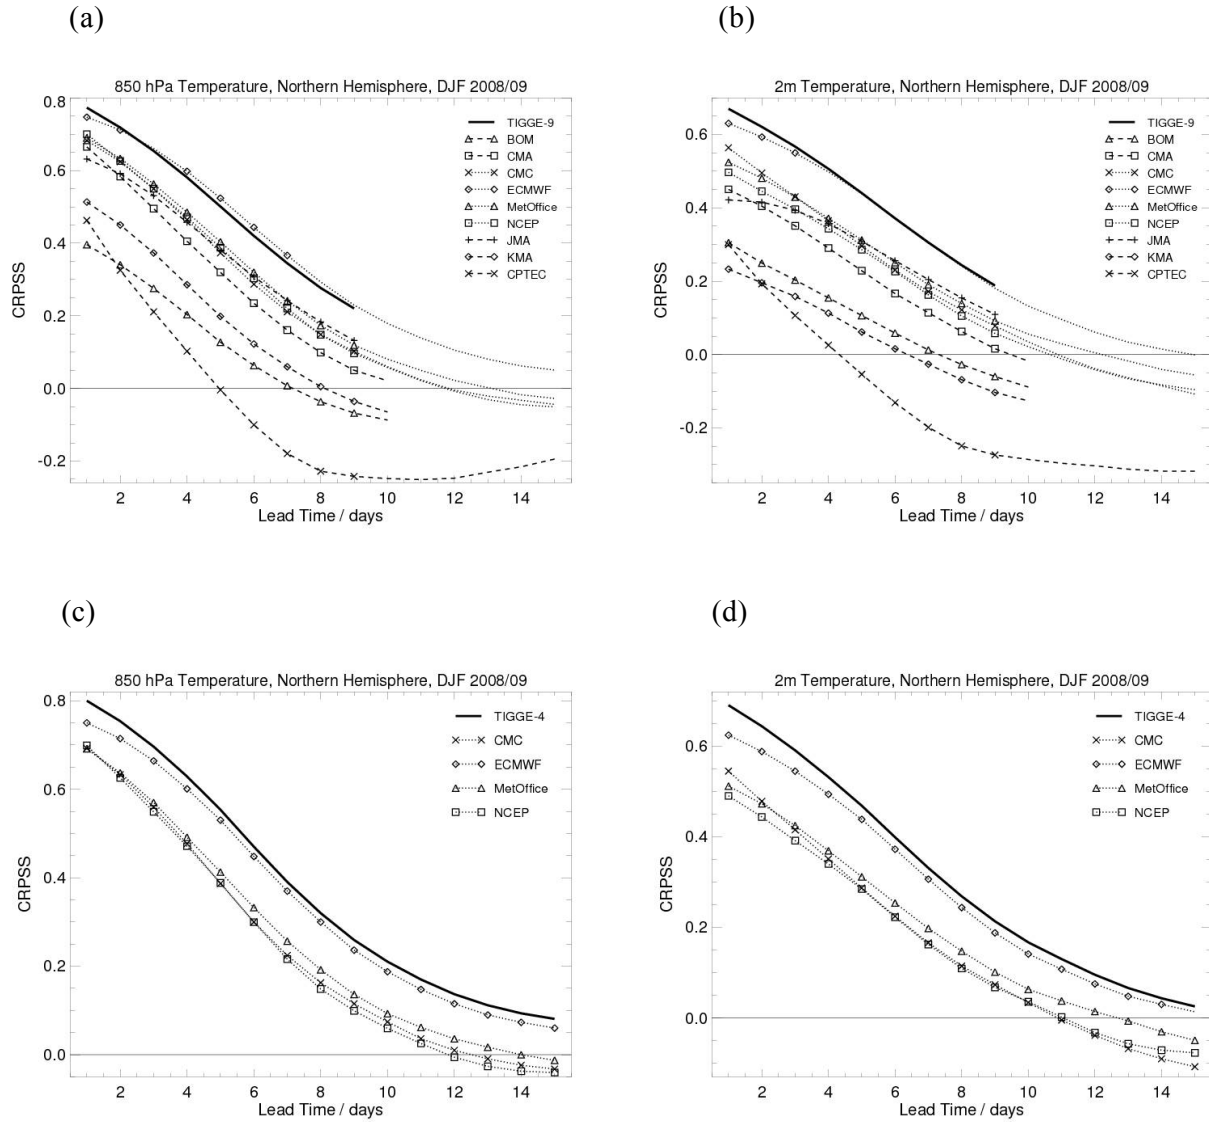 (a)
850 hPa Temperature, Northern Hemisphere, DJF 2008/09
0.8
0.6
0.4
0.2
0.0
-0.2
CRPSS
TIGGE-9
BOM
CMA
CMC
ECMWF
MetOffice
NCEP
JMA
KMA
CPTEC
2 4 6 8 10 12 14
Lead Time / days
(b)
2m Temperature, Northern Hemisphere, DJF 2008/09
0.6
0.4
0.2
0.0
-0.2
CRPSS
TIGGE-9
BOM
CMA
CMC
ECMWF
MetOffice
NCEP
JMA
KMA
CPTEC
2 4 6 8 10 12 14
Lead Time / days
(c)
850 hPa Temperature, Northern Hemisphere, DJF 2008/09
0.8
0.6
0.4
0.2
0.0
CRPSS
TIGGE-4
CMC
ECMWF
MetOffice
NCEP
2 4 6 8 10 12 14
Lead Time / days
(d)
2m Temperature, Northern Hemisphere, DJF 2008/09
0.6
0.4
0.2
0.0
CRPSS
TIGGE-4
CMC
ECMWF
MetOffice
NCEP
2 4 6 8 10 12 14
Lead Time / days